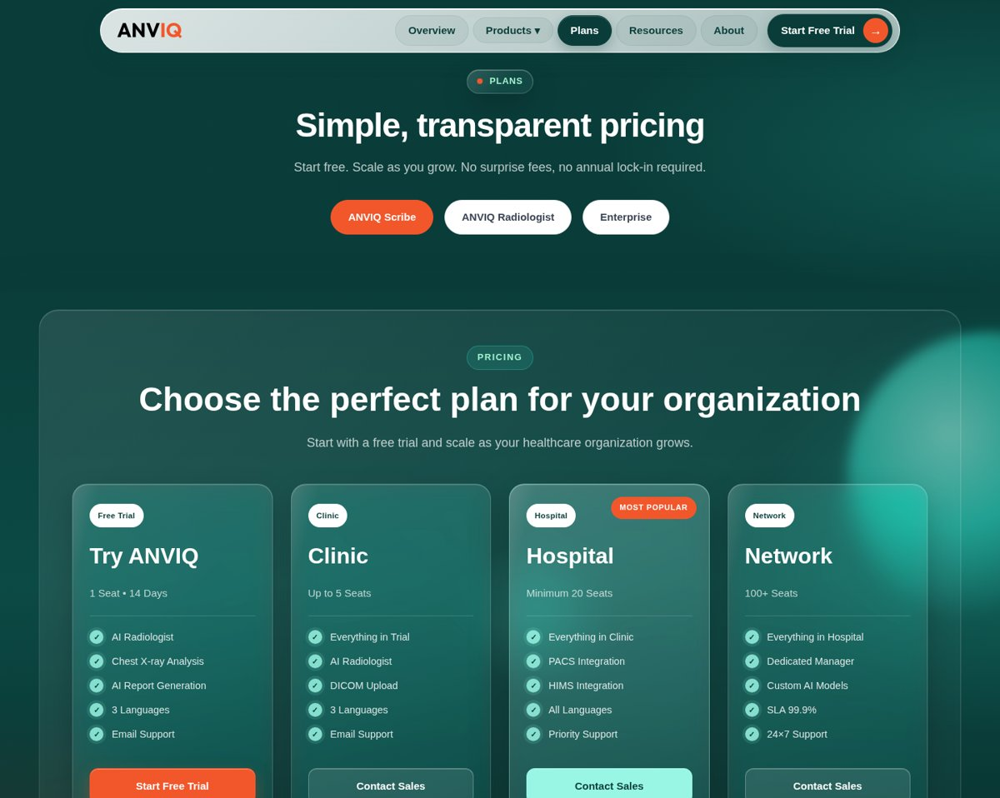 ANVIQ
Overview
Products ▾
Plans
Resources
About
Start Free Trial →
PLANS
Simple, transparent pricing
Start free. Scale as you grow. No surprise fees, no annual lock-in required.
ANVIQ Scribe
ANVIQ Radiologist
Enterprise
PRICING
Choose the perfect plan for your organization
Start with a free trial and scale as your healthcare organization grows.
Free Trial
Try ANVIQ
1 Seat • 14 Days
✓ AI Radiologist
✓ Chest X-ray Analysis
✓ AI Report Generation
✓ 3 Languages
✓ Email Support
Start Free Trial
Clinic
Clinic
Up to 5 Seats
✓ Everything in Trial
✓ AI Radiologist
✓ DICOM Upload
✓ 3 Languages
✓ Email Support
Contact Sales
Hospital
MOST POPULAR
Hospital
Minimum 20 Seats
✓ Everything in Clinic
✓ PACS Integration
✓ HIMS Integration
✓ All Languages
✓ Priority Support
Contact Sales
Network
Network
100+ Seats
✓ Everything in Hospital
✓ Dedicated Manager
✓ Custom AI Models
✓ SLA 99.9%
✓ 24×7 Support
Contact Sales